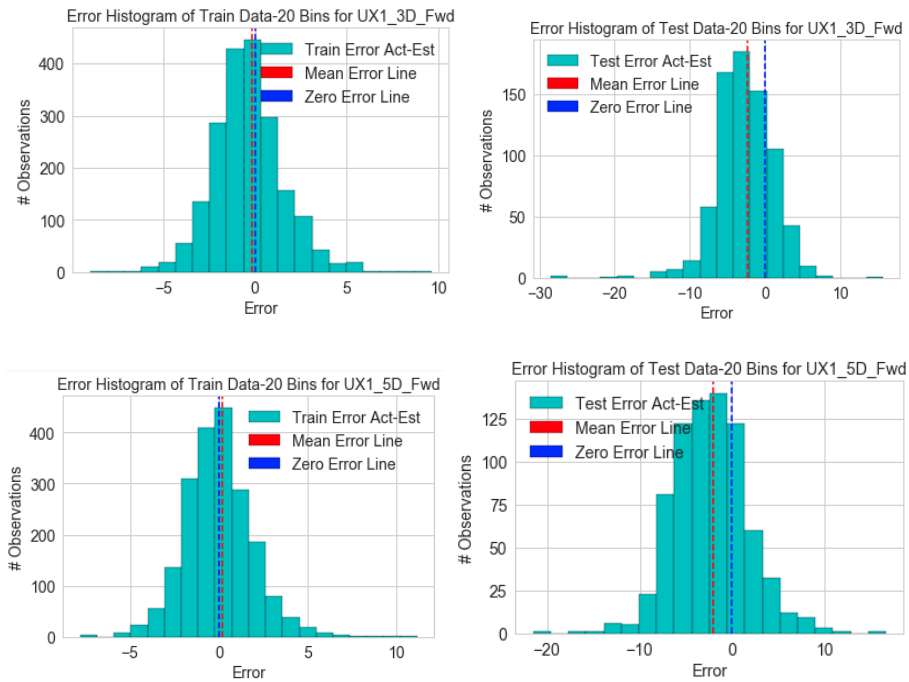 Error Histogram of Train Data-20 Bins for UX1_3D_Fwd
Train Error Act-Est
Mean Error Line
Zero Error Line
400
300
200
100
0
# Observations
−5
0
5
10
Error
Error Histogram of Test Data-20 Bins for UX1_3D_Fwd
Test Error Act-Est
Mean Error Line
Zero Error Line
150
100
50
0
# Observations
−30
−20
−10
0
10
Error
Error Histogram of Train Data-20 Bins for UX1_5D_Fwd
Train Error Act-Est
Mean Error Line
Zero Error Line
400
300
200
100
0
# Observations
−5
0
5
10
Error
Error Histogram of Test Data-20 Bins for UX1_5D_Fwd
Test Error Act-Est
Mean Error Line
Zero Error Line
125
100
75
50
25
0
# Observations
−20
−10
0
10
Error